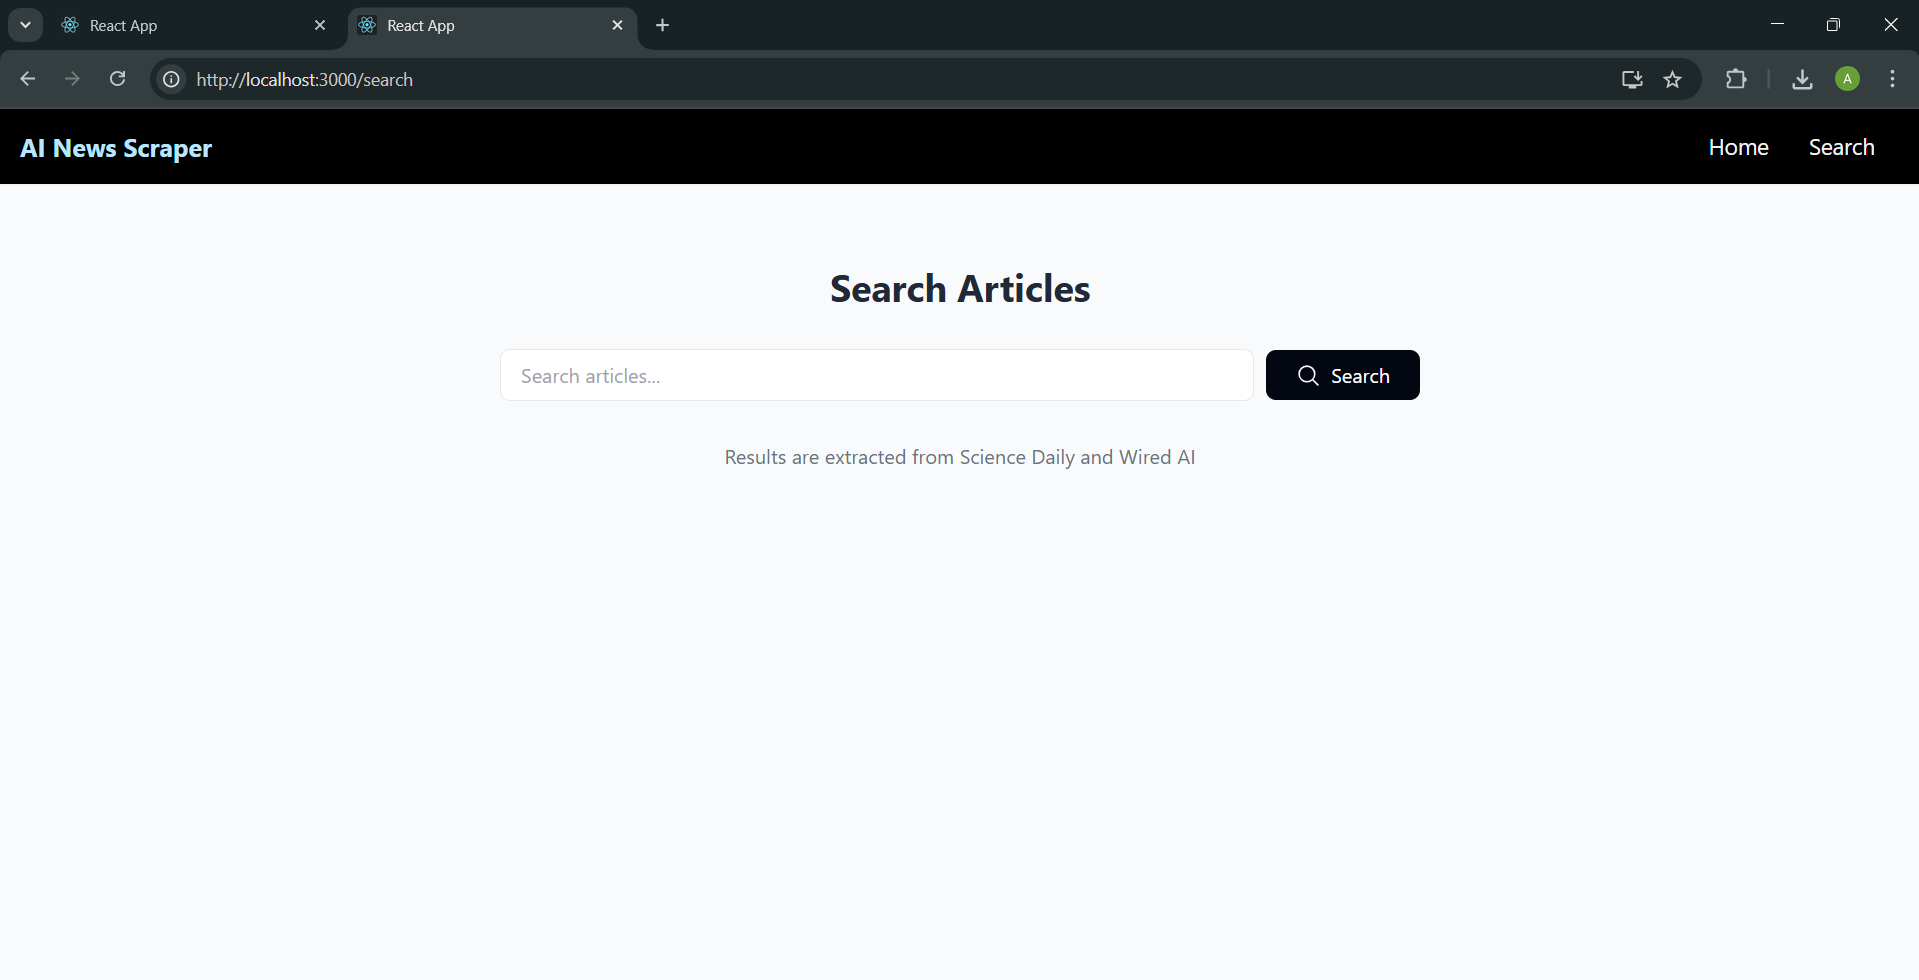 React App
React App
http://localhost:3000/search
A
AI News Scraper
Home
Search
Search Articles
Search articles...
Search
Results are extracted from Science Daily and Wired AI